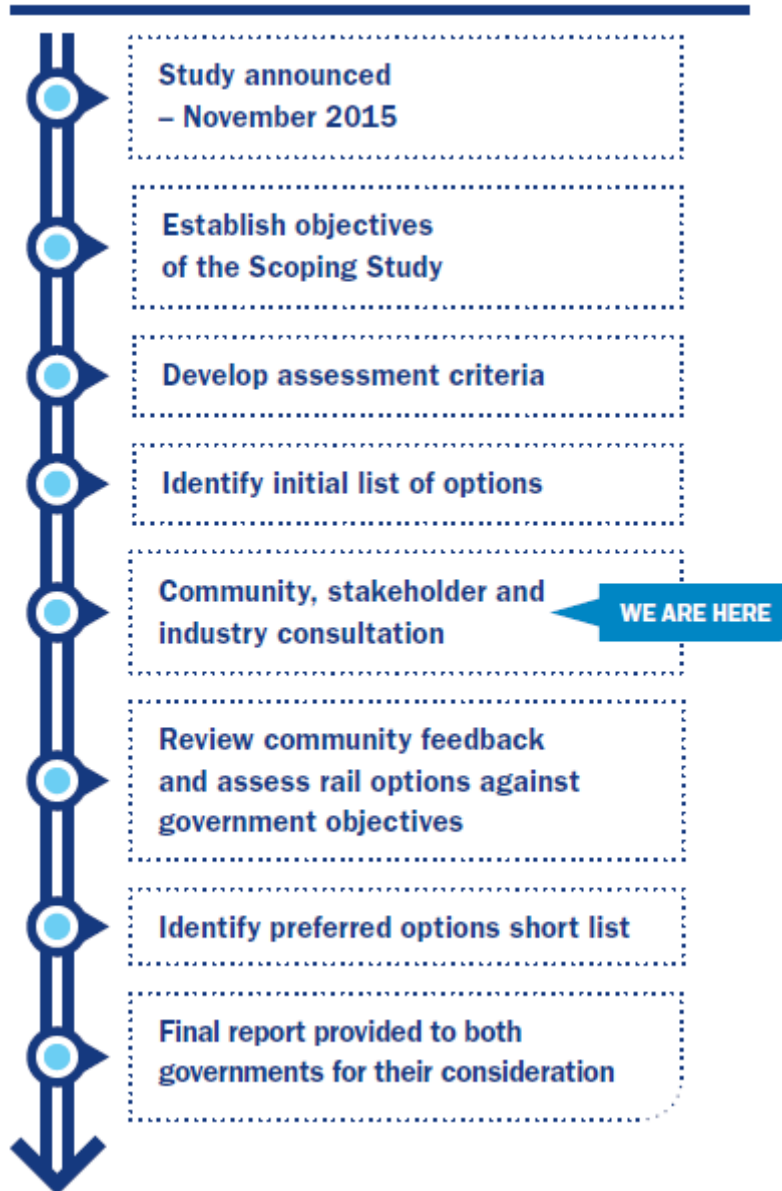 Study announced
– November 2015
Establish objectives
of the Scoping Study
Develop assessment criteria
Identify initial list of options
Community, stakeholder and
industry consultation
WE ARE HERE
Review community feedback
and assess rail options against
government objectives
Identify preferred options short list
Final report provided to both
governments for their consideration